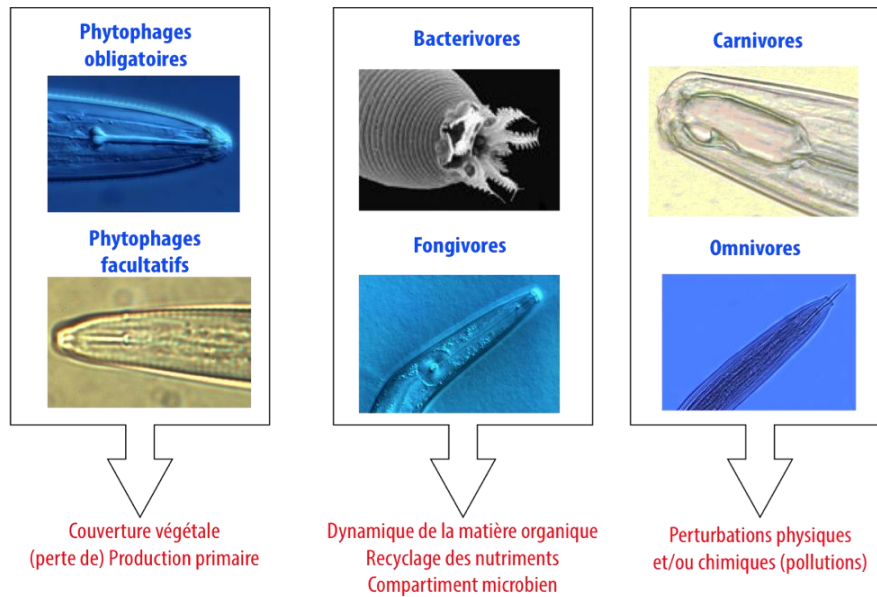 Phytophages
obligatoires
Phytophages
facultatifs
Couverture végétale
(perte de) Production primaire
Bacterivores
Fongivores
Dynamique de la matière organique
Recyclage des nutriments
Compartiment microbien
Carnivores
Omnivores
Perturbations physiques
et/ou chimiques (pollutions)